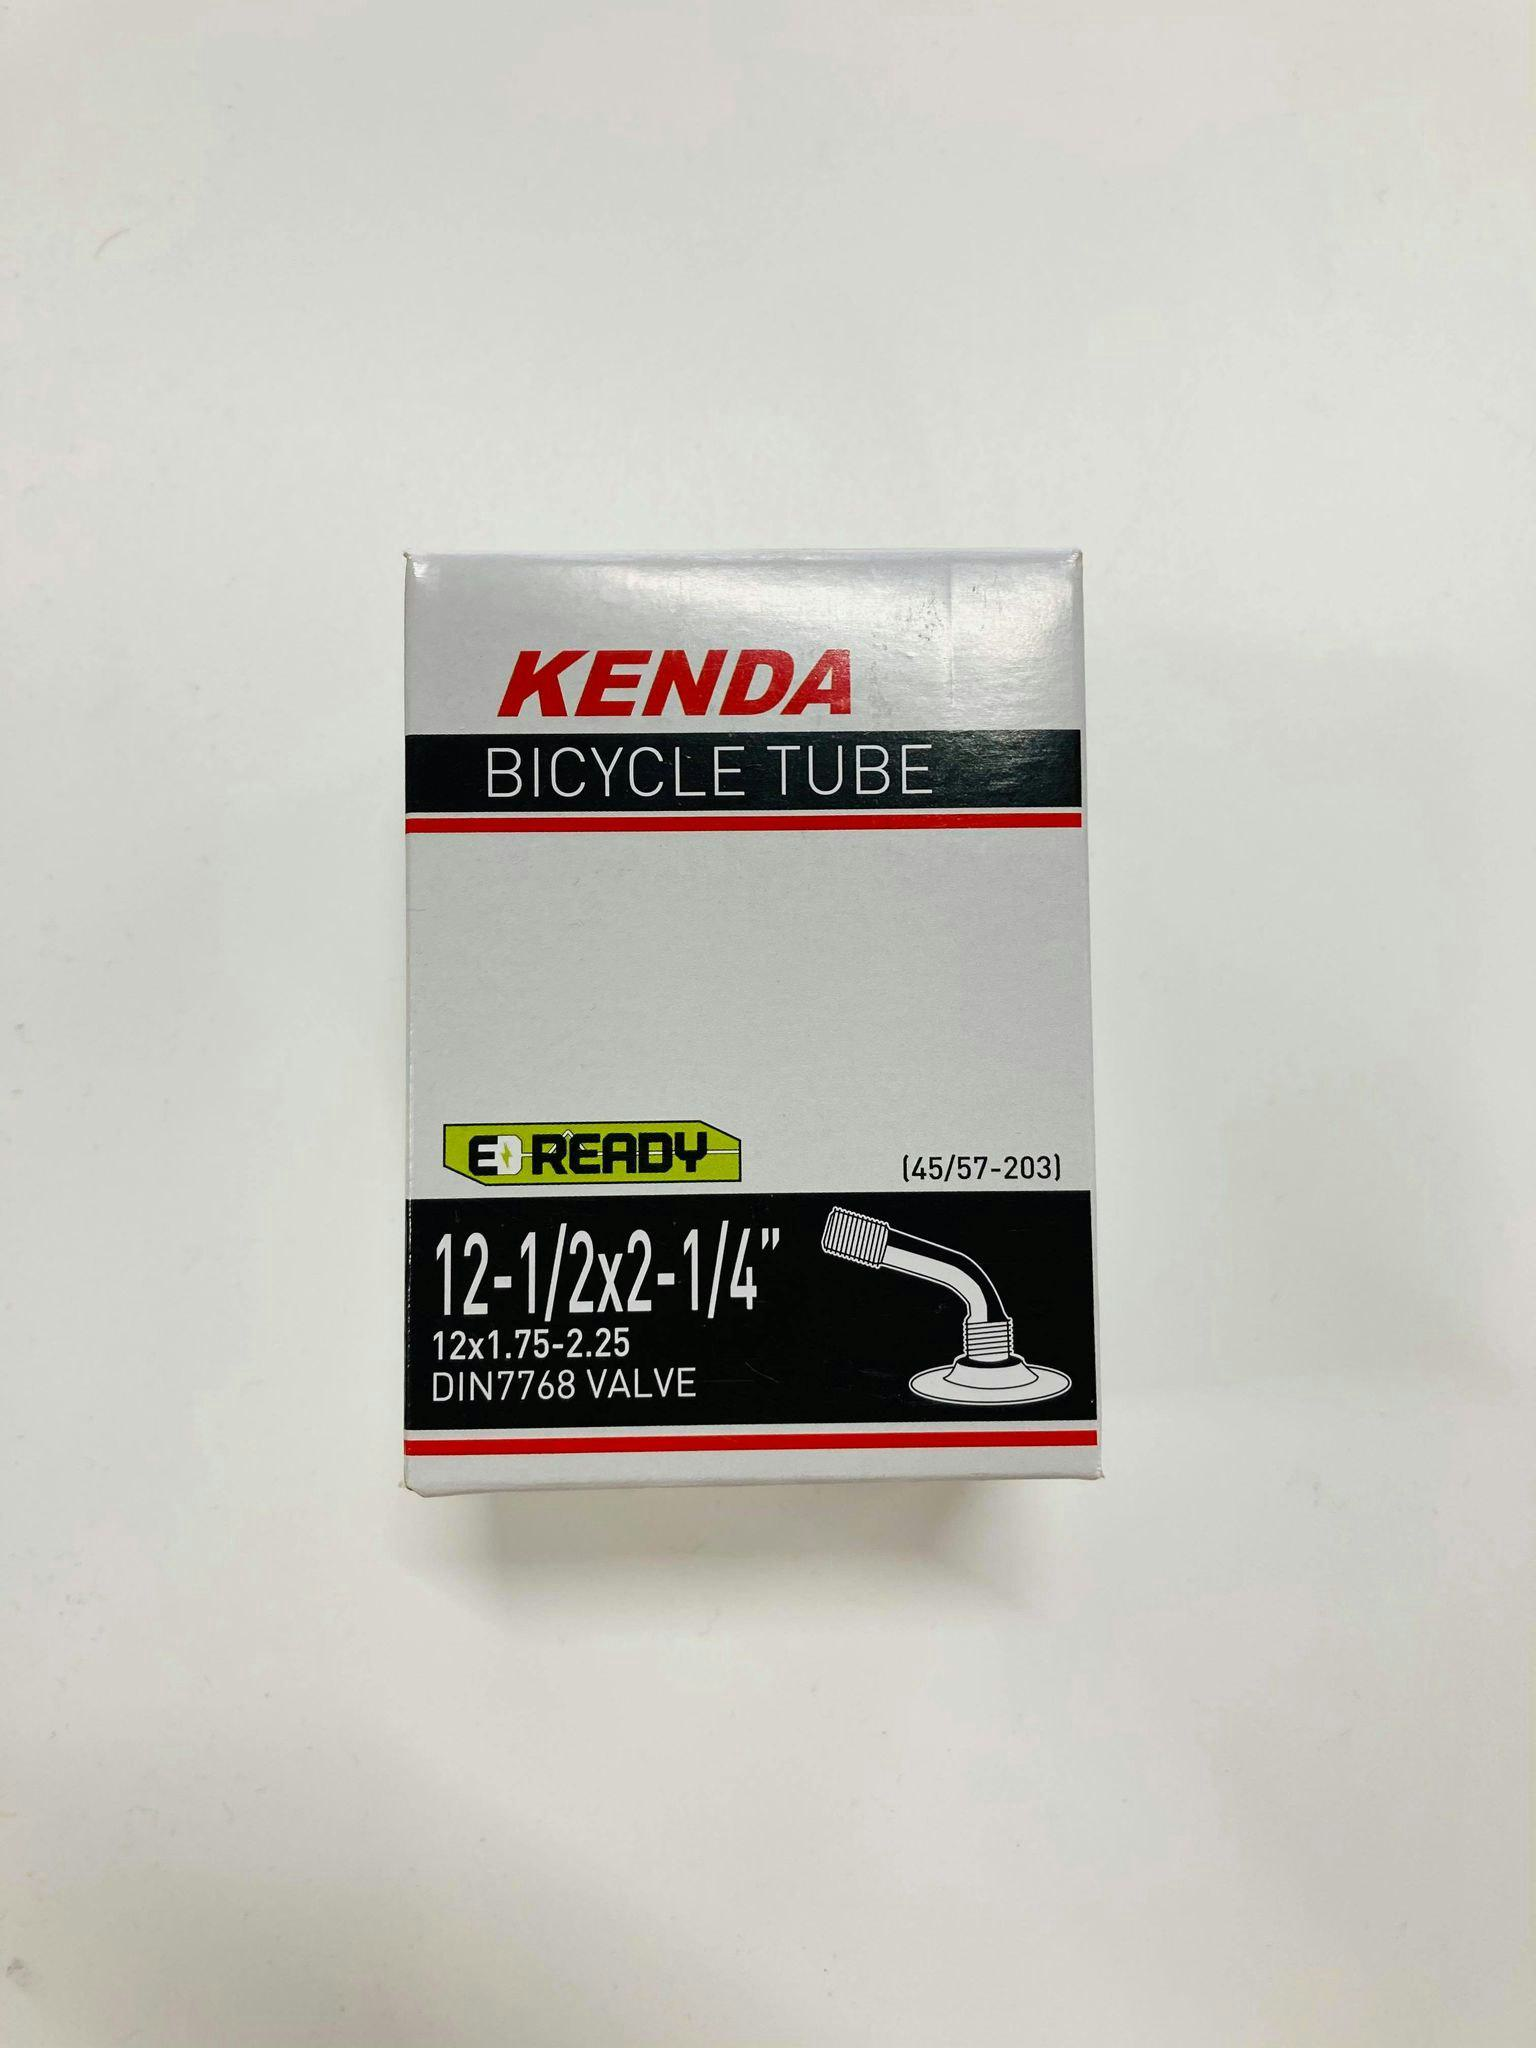 KENDA
BICYCLE TUBE
E READY
(45/57-203)
12-1/2x2-1/4”
12x1.75-2.25
DIN7768 VALVE